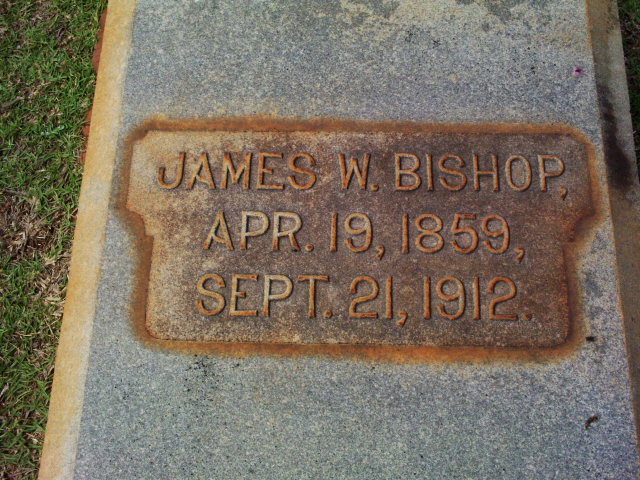 JAMES W. BISHOP,
APR. 19, 1859,
SEPT. 21, 1912.